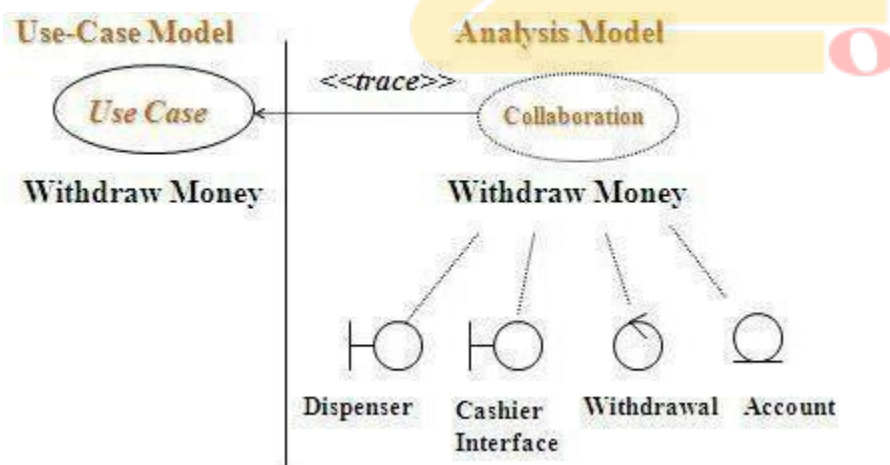 Use-Case Model
Analysis Model
<<trace>>
Use Case
Collaboration
Withdraw Money
Withdraw Money
Dispenser
Cashier
Interface
Withdrawal
Account